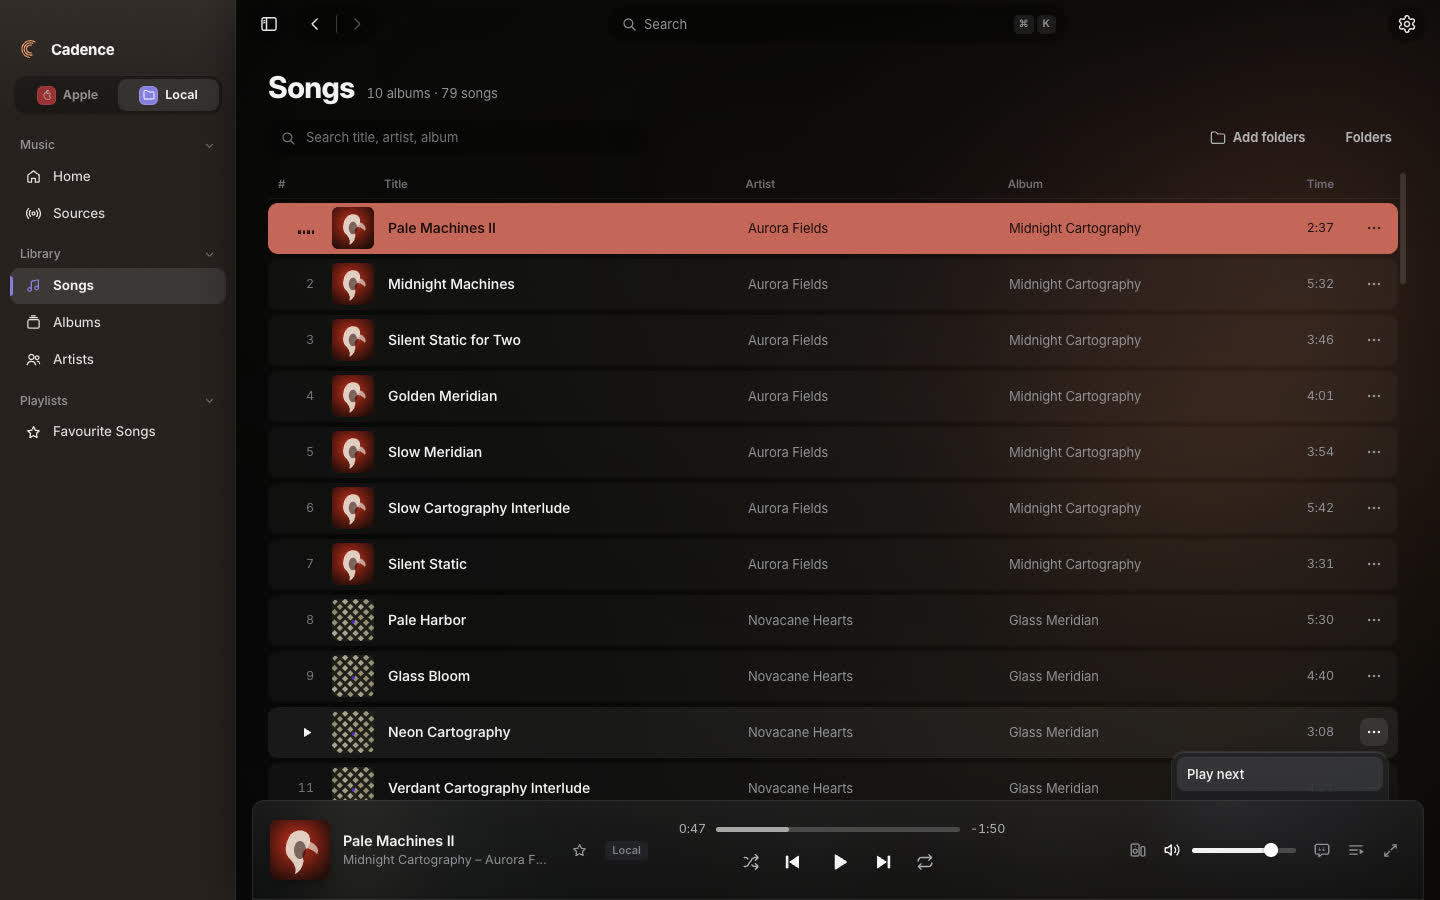 Cadence
Apple
Local
Music
Home
Sources
Library
Songs
Albums
Artists
Playlists
Favourite Songs
Search
⌘ K
Songs
10 albums · 79 songs
Search title, artist, album
Add folders
Folders
# Title Artist Album Time
Pale Machines II Aurora Fields Midnight Cartography 2:37
2 Midnight Machines Aurora Fields Midnight Cartography 5:32
3 Silent Static for Two Aurora Fields Midnight Cartography 3:46
4 Golden Meridian Aurora Fields Midnight Cartography 4:01
5 Slow Meridian Aurora Fields Midnight Cartography 3:54
6 Slow Cartography Interlude Aurora Fields Midnight Cartography 5:42
7 Silent Static Aurora Fields Midnight Cartography 3:31
8 Pale Harbor Novacane Hearts Glass Meridian 5:30
9 Glass Bloom Novacane Hearts Glass Meridian 4:40
Neon Cartography Novacane Hearts Glass Meridian 3:08
Play next
11 Verdant Cartography Interlude Novacane Hearts Glass Meridian
Pale Machines II
Midnight Cartography – Aurora F...
Local
0:47
-1:50